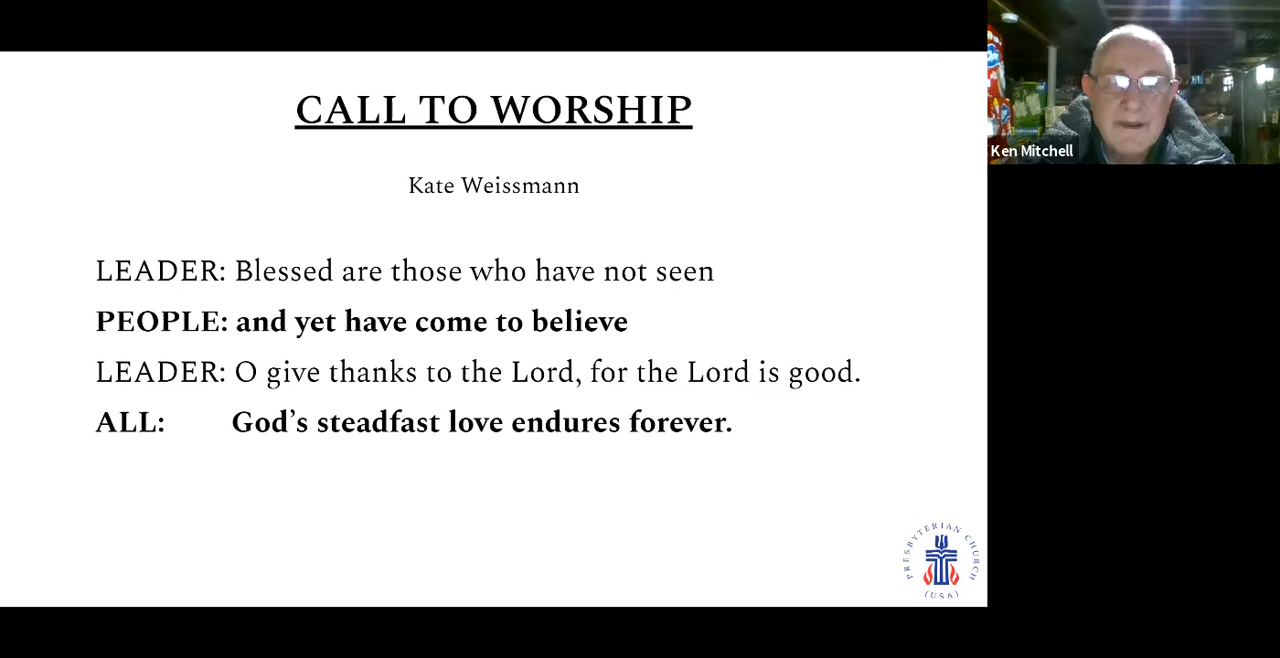 CALL TO WORSHIP
Kate Weissmann
LEADER: Blessed are those who have not seen
PEOPLE: and yet have come to believe
LEADER: O give thanks to the Lord, for the Lord is good.
ALL: God’s steadfast love endures forever.
PRESBYTERIAN CHURCH
(USA)
Ken Mitchell